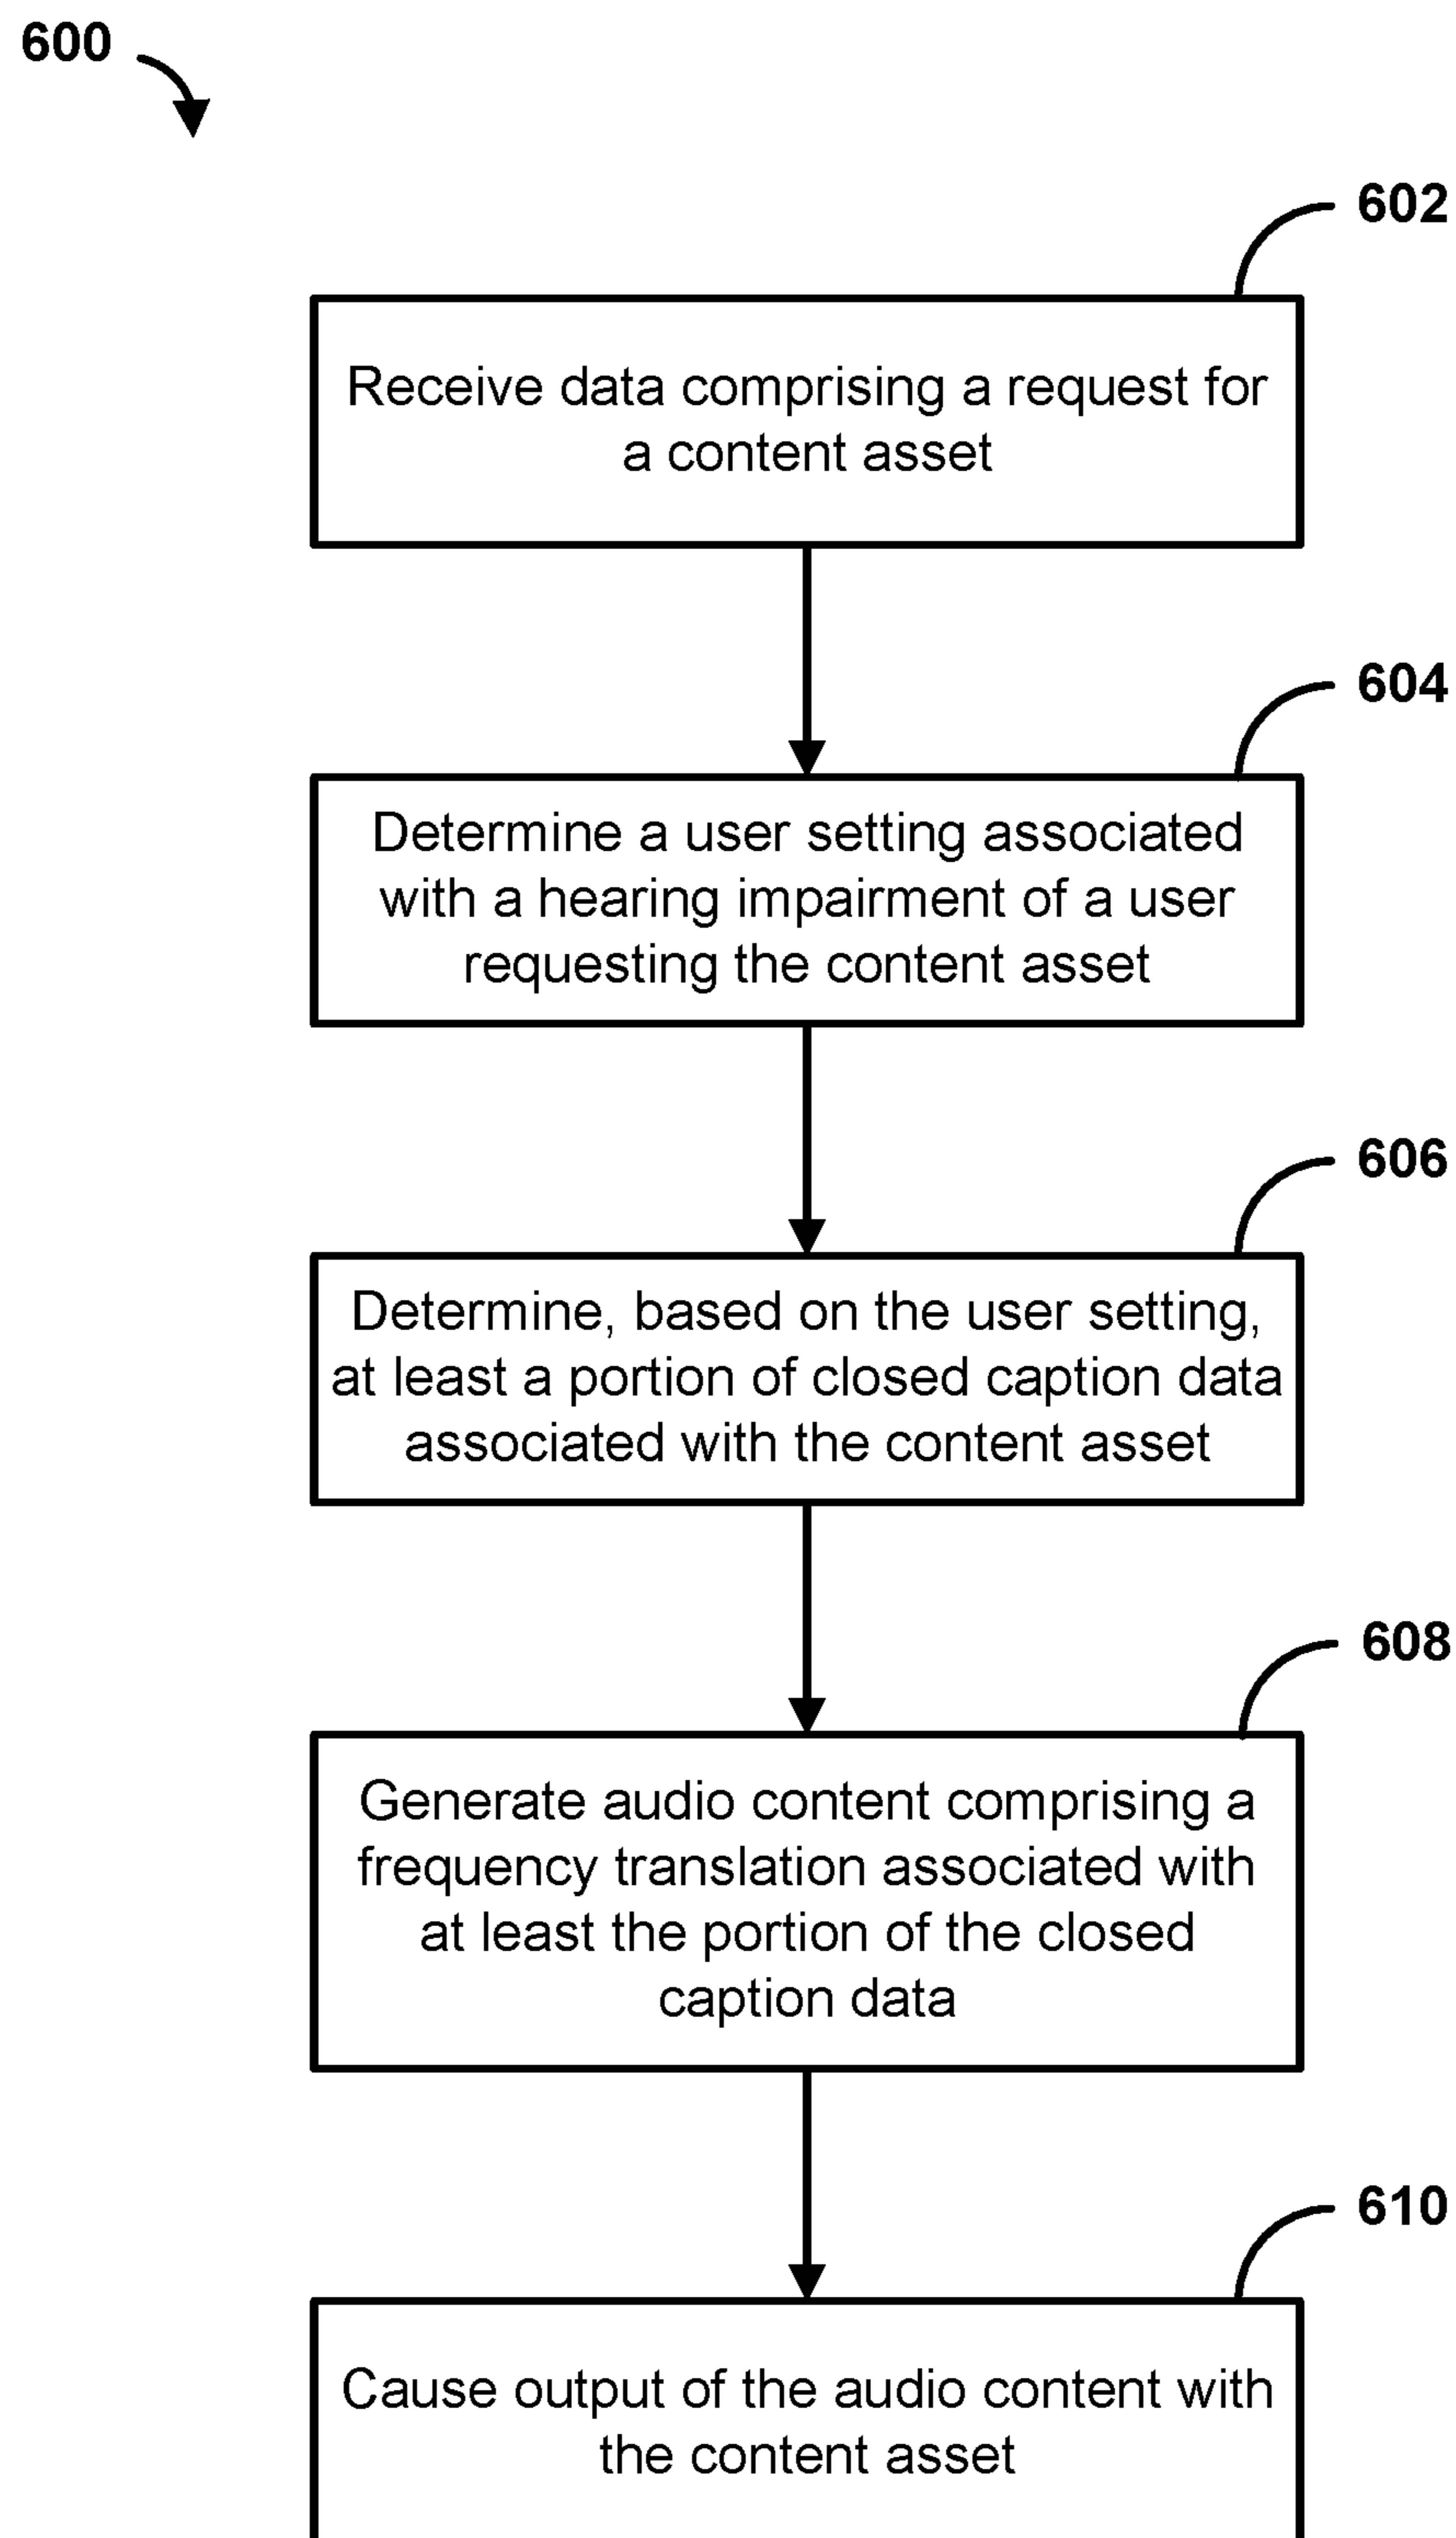 600
602
Receive data comprising a request for
a content asset
604
Determine a user setting associated
with a hearing impairment of a user
requesting the content asset
606
Determine, based on the user setting,
at least a portion of closed caption data
associated with the content asset
608
Generate audio content comprising a
frequency translation associated with
at least the portion of the closed
caption data
610
Cause output of the audio content with
the content asset